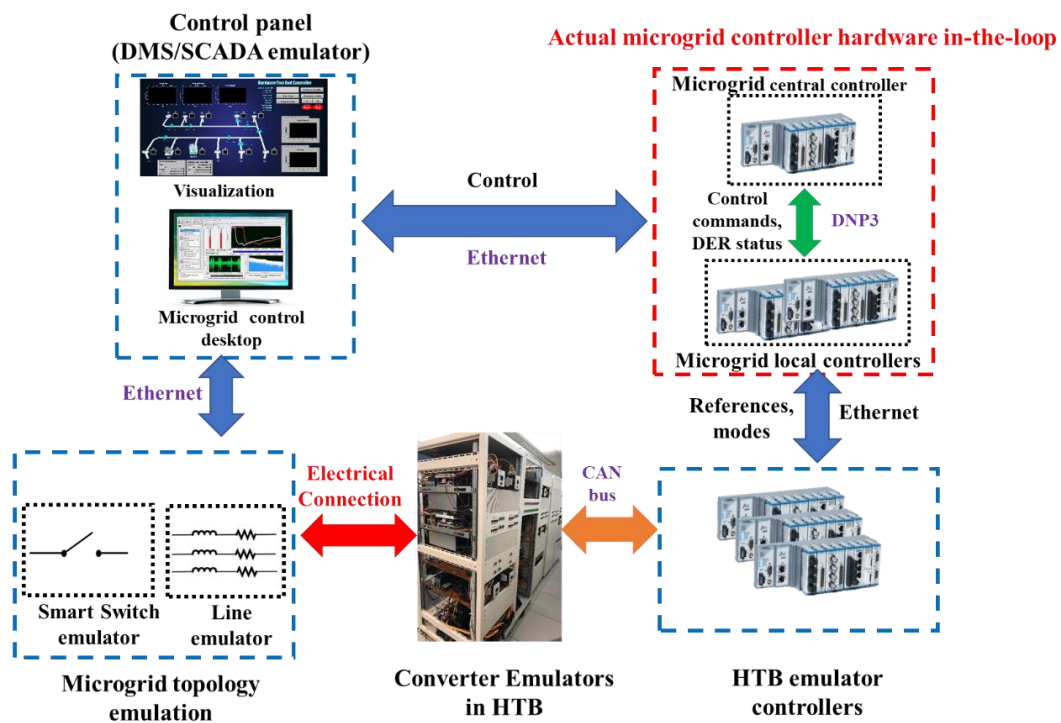 Control panel
(DMS/SCADA emulator)
Visualization
Microgrid control
desktop
Control
Ethernet
Actual microgrid controller hardware in-the-loop
Microgrid central controller
Control
commands,
DER status
DNP3
Microgrid local controllers
Ethernet
References,
modes
Ethernet
Smart Switch
emulator
Line
emulator
Microgrid topology
emulation
Electrical
Connection
Converter Emulators
in HTB
CAN
bus
HTB emulator
controllers